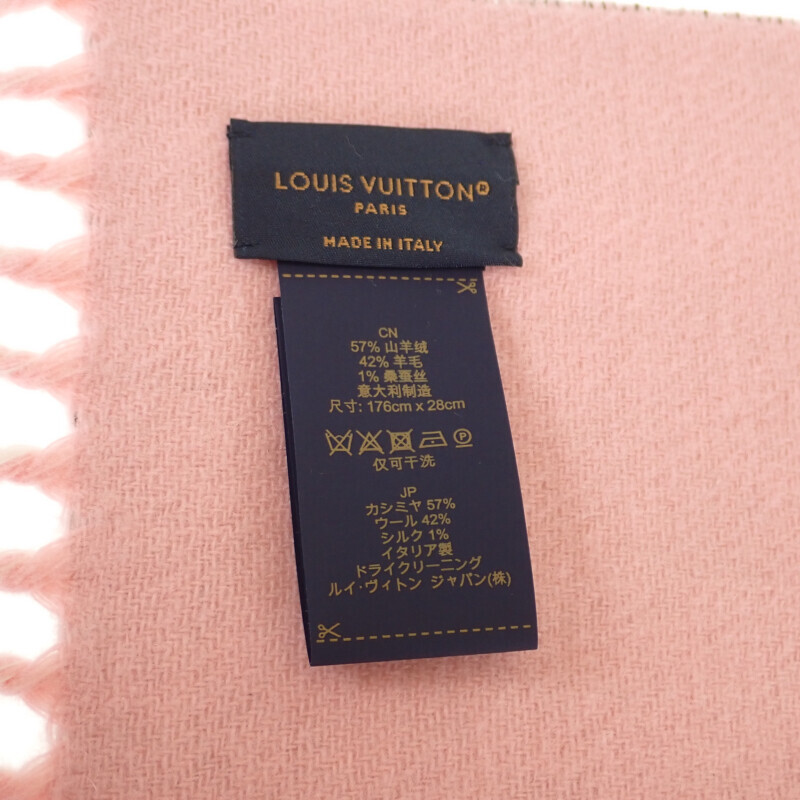 LOUIS VUITTON®
PARIS
MADE IN ITALY
CN
57% 山羊绒
42% 羊毛
1% 桑蚕丝
意大利制造
尺寸: 176cm x 28cm
P
仅可干洗
JP
カシミヤ 57%
ウール 42%
シルク 1%
イタリア製
ドライクリーニング
ルイ·ヴィトン ジャパン(株)